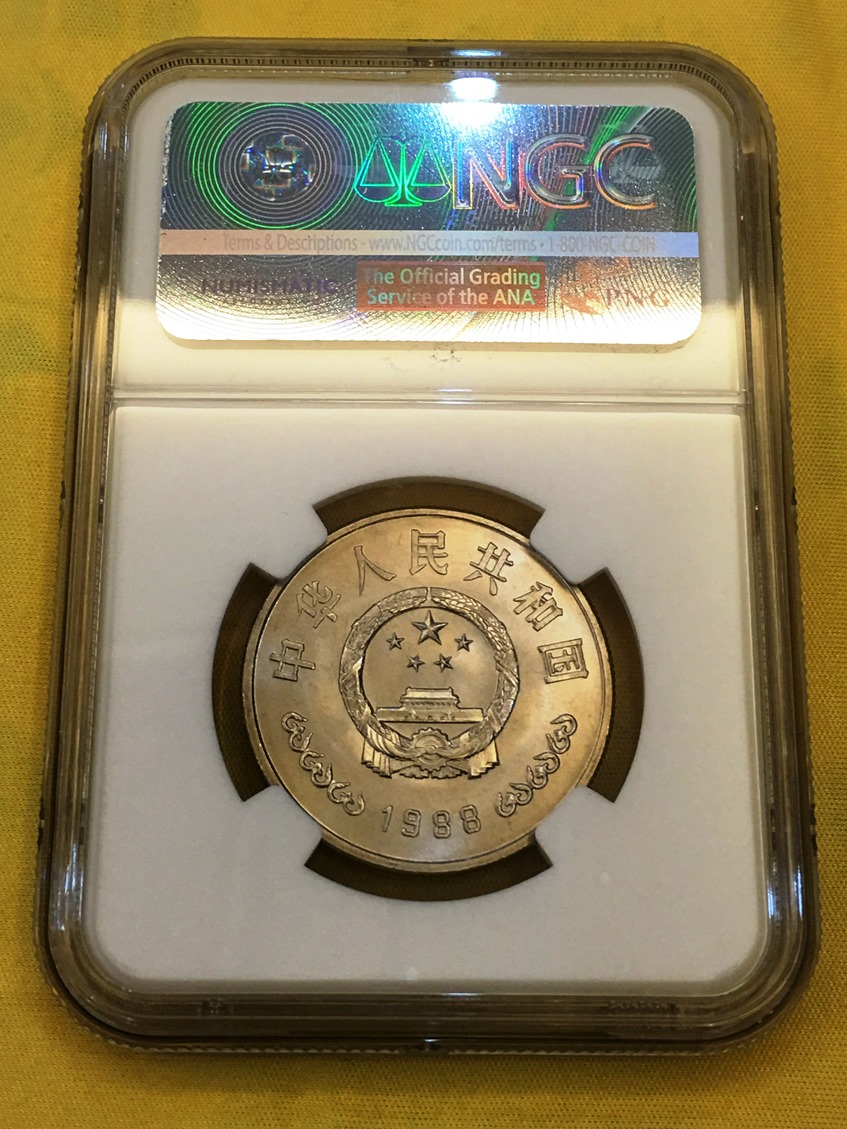 NGC
Terms & Descriptions - www.NGCcoin.com/terms • 1-800-NGC-COIN
NUMISMATIC
The Official Grading
Service of the ANA
PNG
中华人民共和国
1988